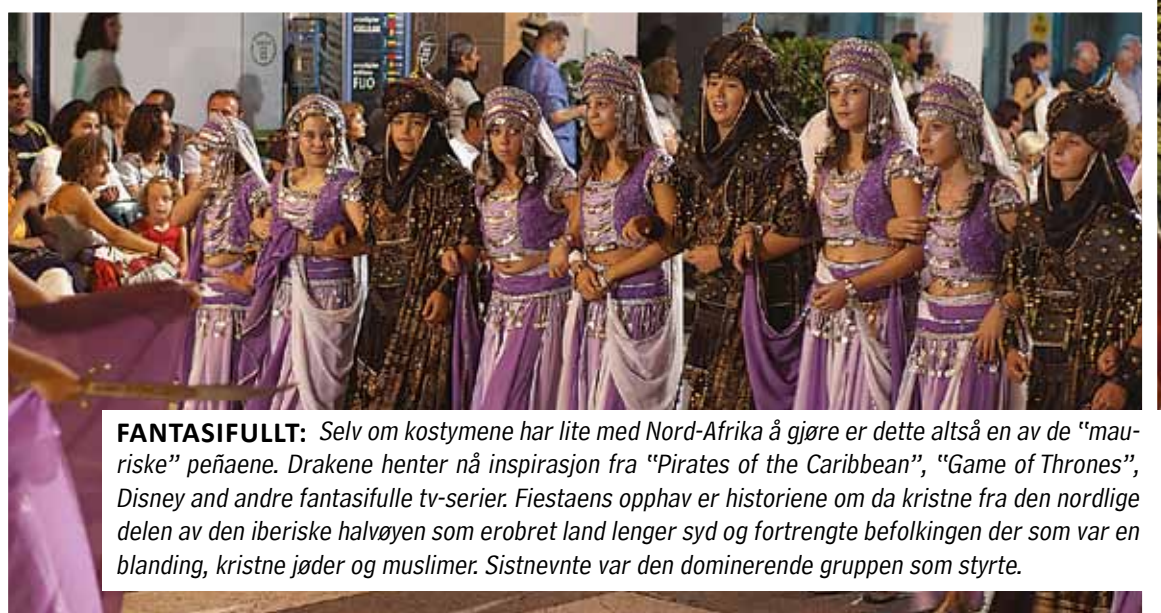 FLIO
FANTASIFULLT: Selv om kostymene har lite med Nord-Afrika å gjøre er dette altså en av de “mau-
riske” peñaene. Drakene henter nå inspirasjon fra “Pirates of the Caribbean”, “Game of Thrones”,
Disney and andre fantasifulle tv-serier. Fiestaens opphav er historiene om da kristne fra den nordlige
delen av den iberiske halvøyen som erobret land lenger syd og fortrengte befolkingen der som var en
blanding, kristne jøder og muslimer. Sistnevnte var den dominerende gruppen som styrte.